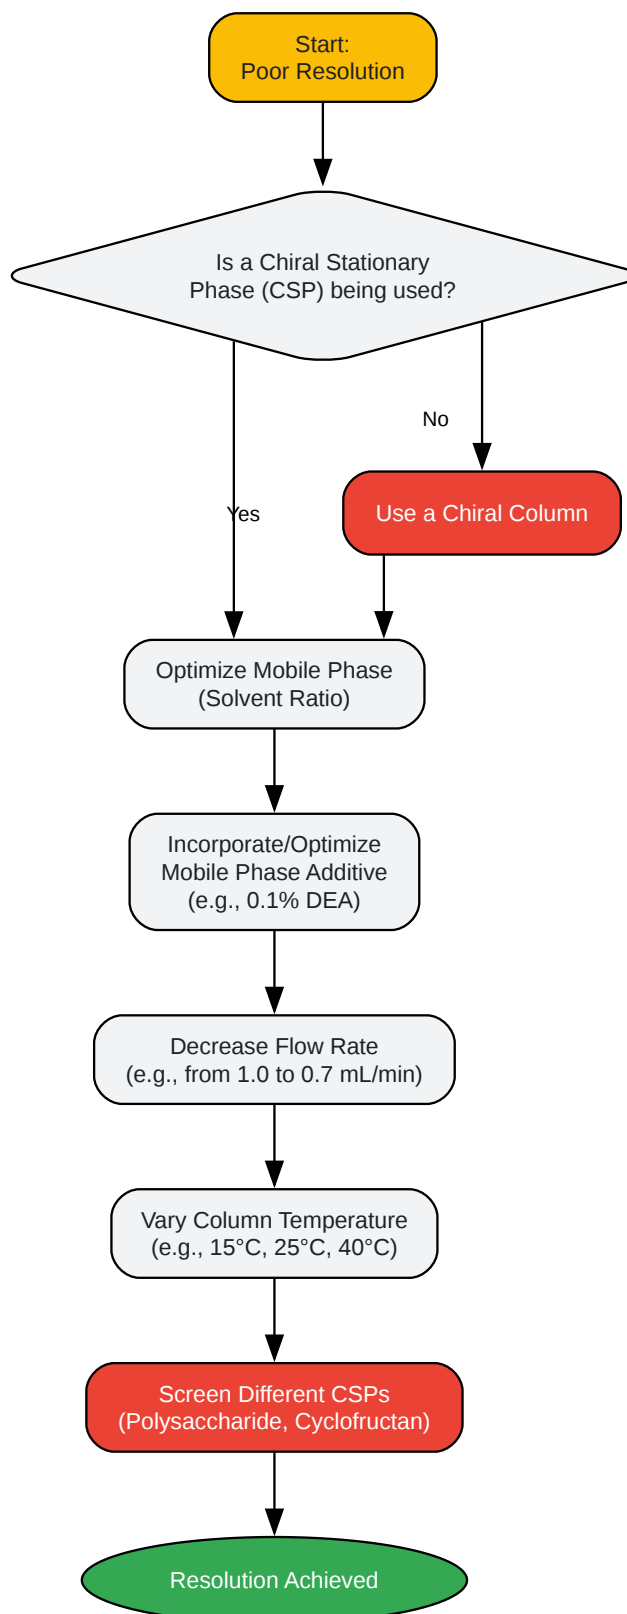 Start:
Poor Resolution
Is a Chiral Stationary
Phase (CSP) being used?
No
Use a Chiral Column
Yes
Optimize Mobile Phase
(Solvent Ratio)
Incorporate/Optimize
Mobile Phase Additive
(e.g., 0.1% DEA)
Decrease Flow Rate
(e.g., from 1.0 to 0.7 mL/min)
Vary Column Temperature
(e.g., 15°C, 25°C, 40°C)
Screen Different CSPs
(Polysaccharide, Cyclofructan)
Resolution Achieved